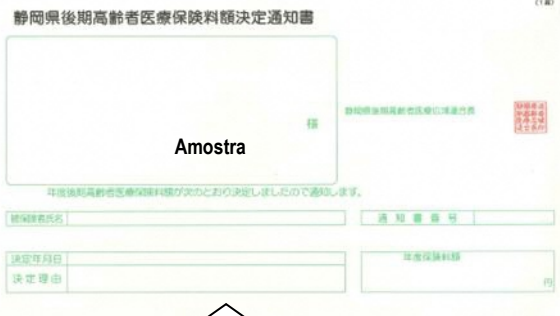 (1面)
静岡県後期高齢者医療保険料額決定通知書
様
静岡県後期高齢者医療広域連合長
Amostra
年度後期高齢者医療保険料額が次のとおり決定しましたので通知します。
被保険者氏名
通知書番号
決定年月日
年度保険料額
決定理由
円